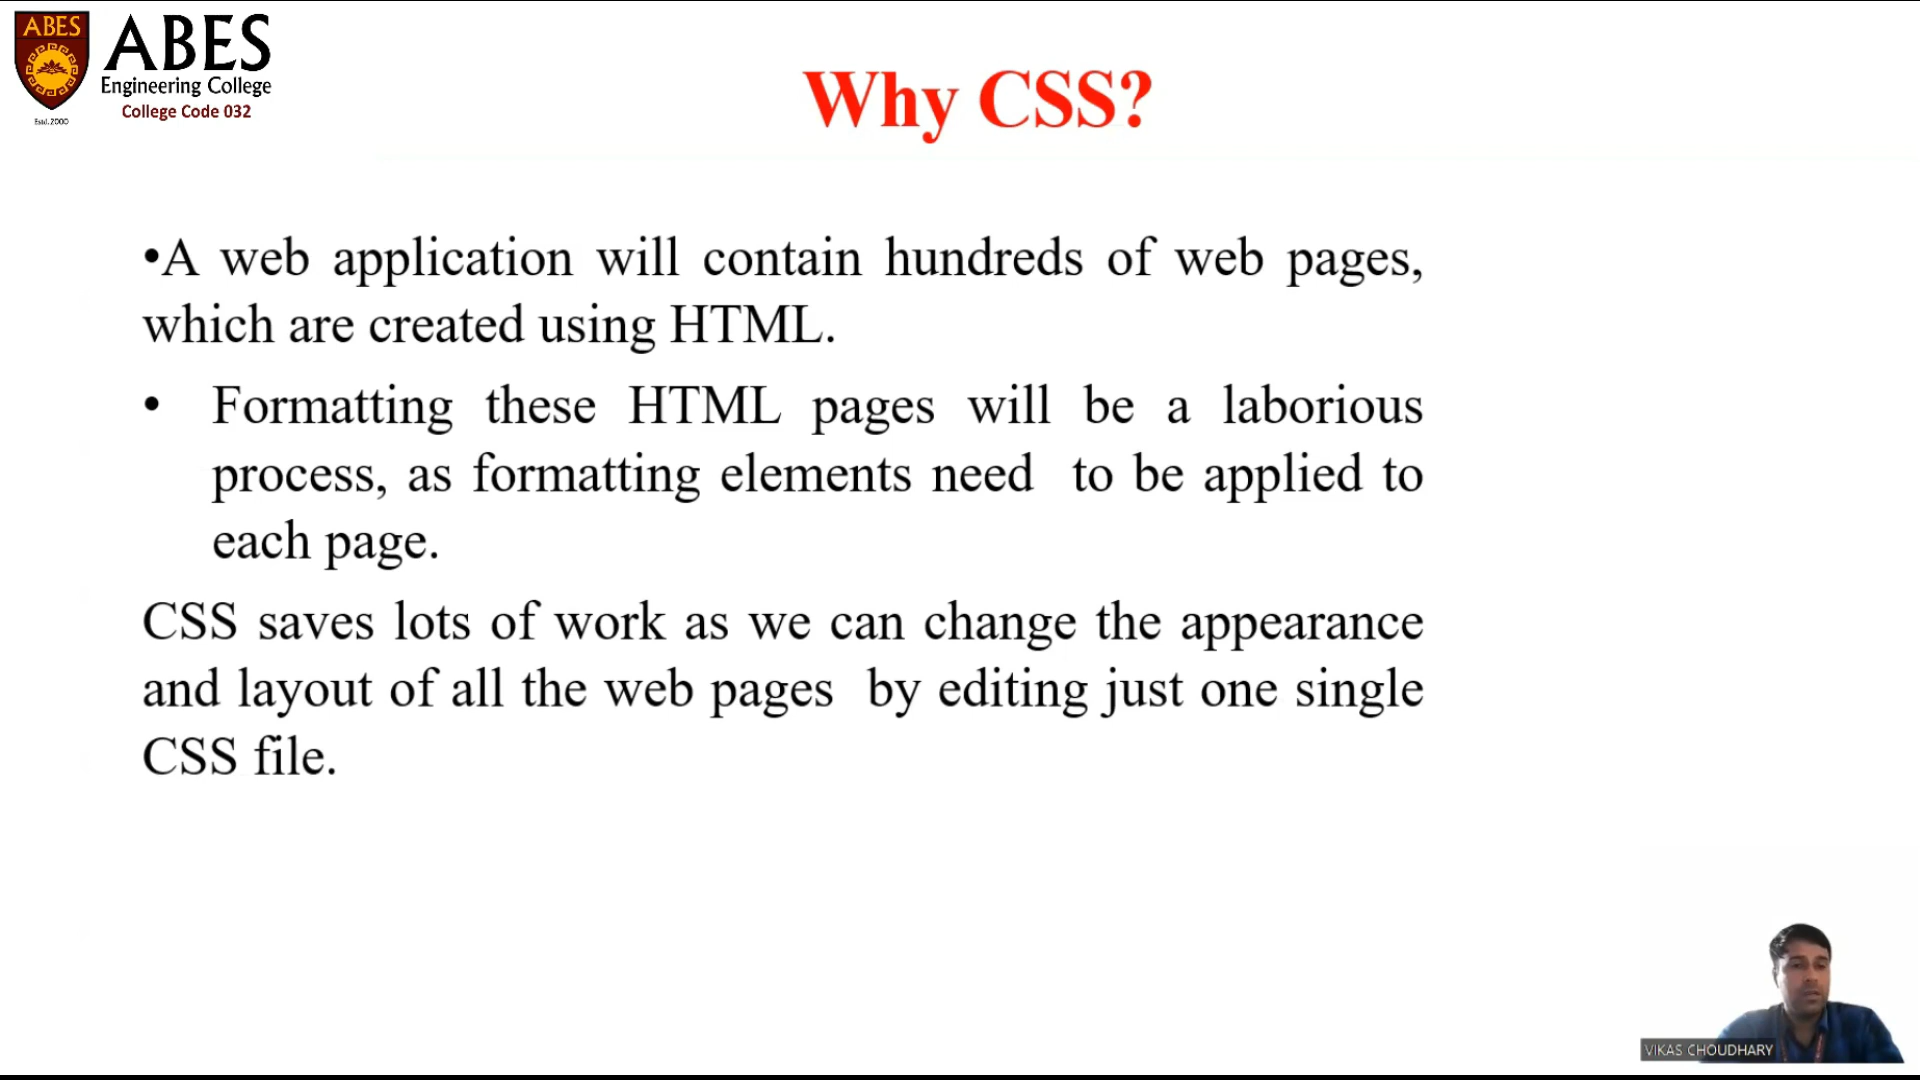 ABES
ABES
Engineering College
College Code 032
Estd.2000
Why CSS?
•A web application will contain hundreds of web pages,
which are created using HTML.
• Formatting these HTML pages will be a laborious
process, as formatting elements need to be applied to
each page.
CSS saves lots of work as we can change the appearance
and layout of all the web pages by editing just one single
CSS file.
VIKAS CHOUDHARY